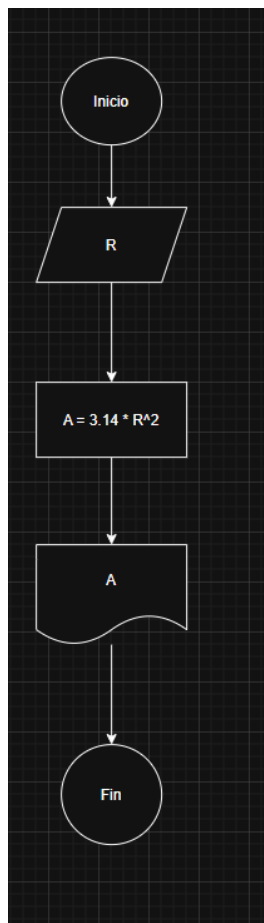 Inicio
R
A = 3.14 * R^2
A
Fin